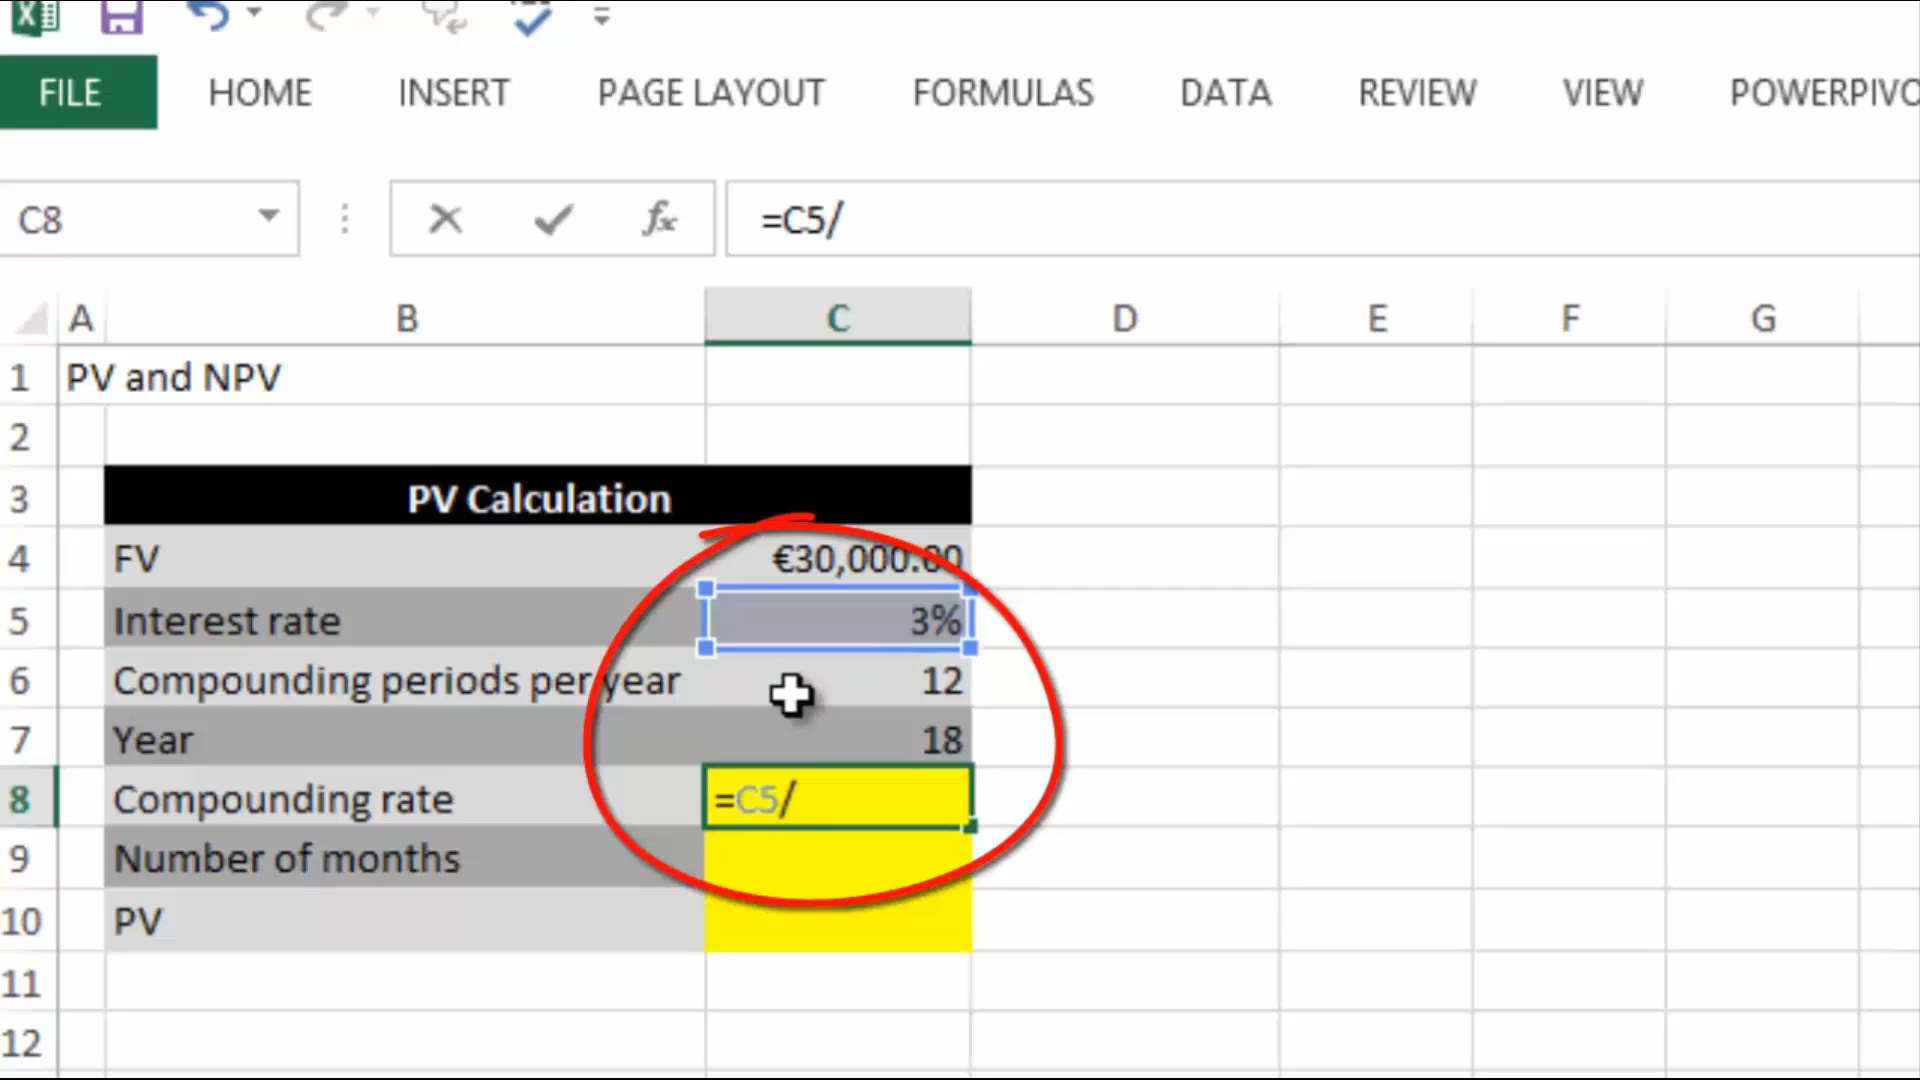 FILE HOME INSERT PAGE LAYOUT FORMULAS DATA REVIEW VIEW POWERPIVO
C8 fx =C5/
A B C D E F G
1 PV and NPV
2
3 PV Calculation
4 FV €30,000.00
5 Interest rate 3%
6 Compounding periods per year 12
7 Year 18
8 Compounding rate =C5/
9 Number of months
10 PV
11
12